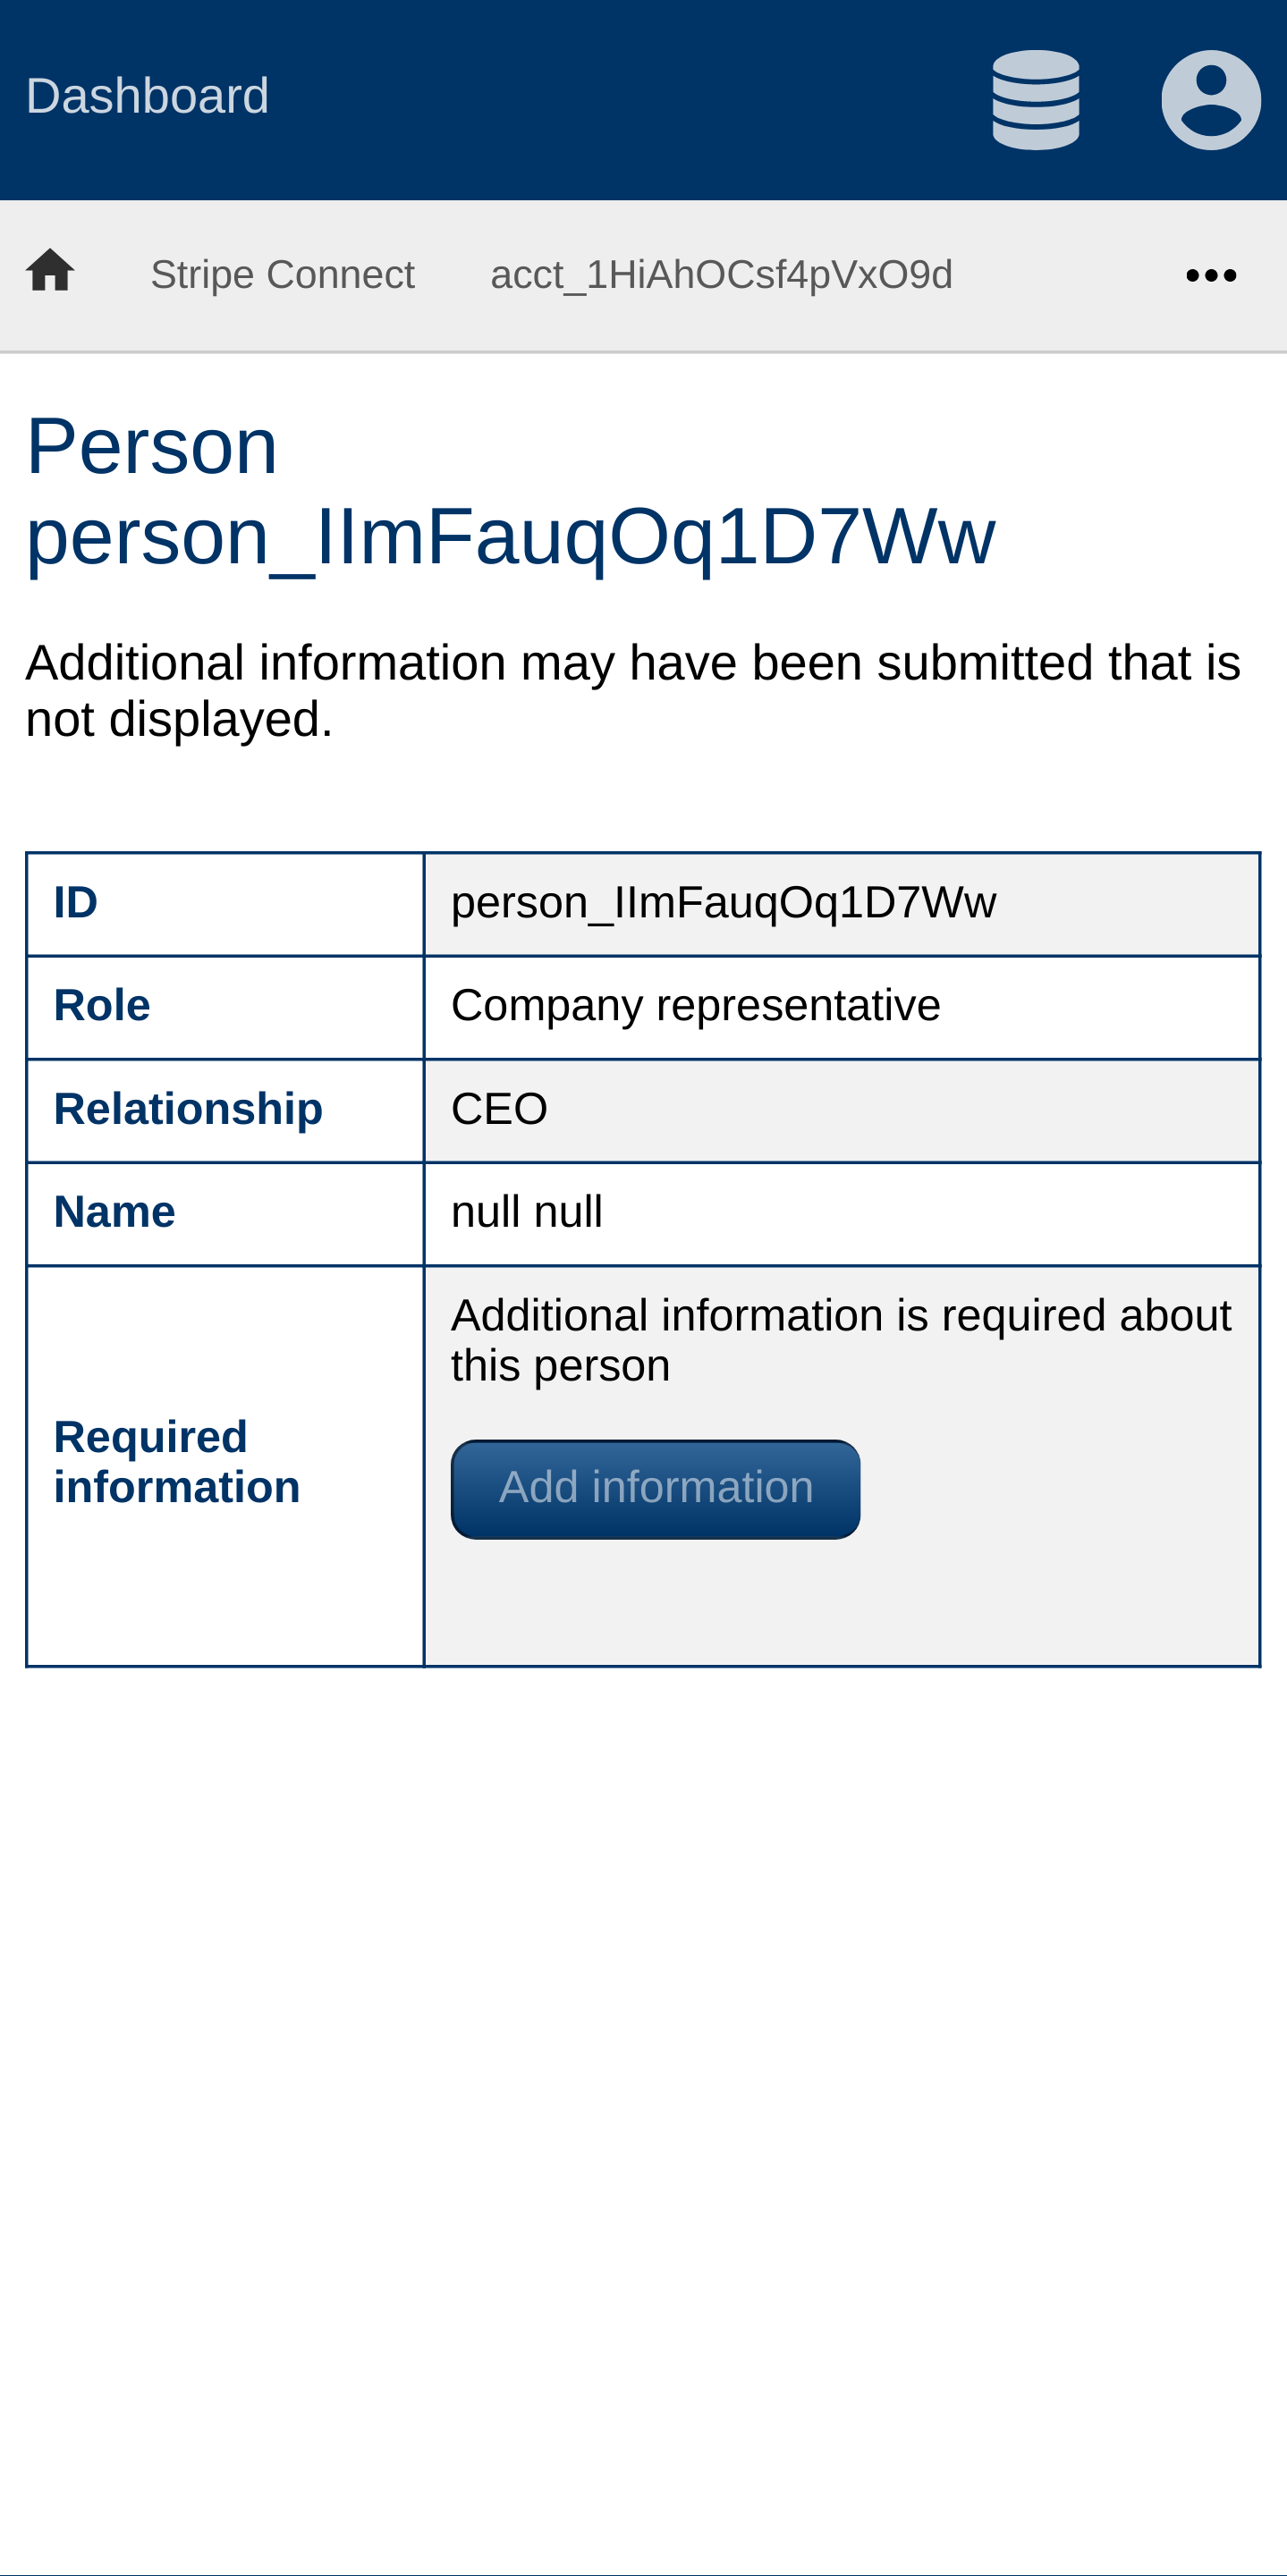 Dashboard
Stripe Connect acct_1HiAhOCsf4pVxO9d
Person
person_IImFauqOq1D7Ww
Additional information may have been submitted that is
not displayed.
ID person_IImFauqOq1D7Ww
Role Company representative
Relationship CEO
Name null null
Required
information
Additional information is required about
this person
Add information